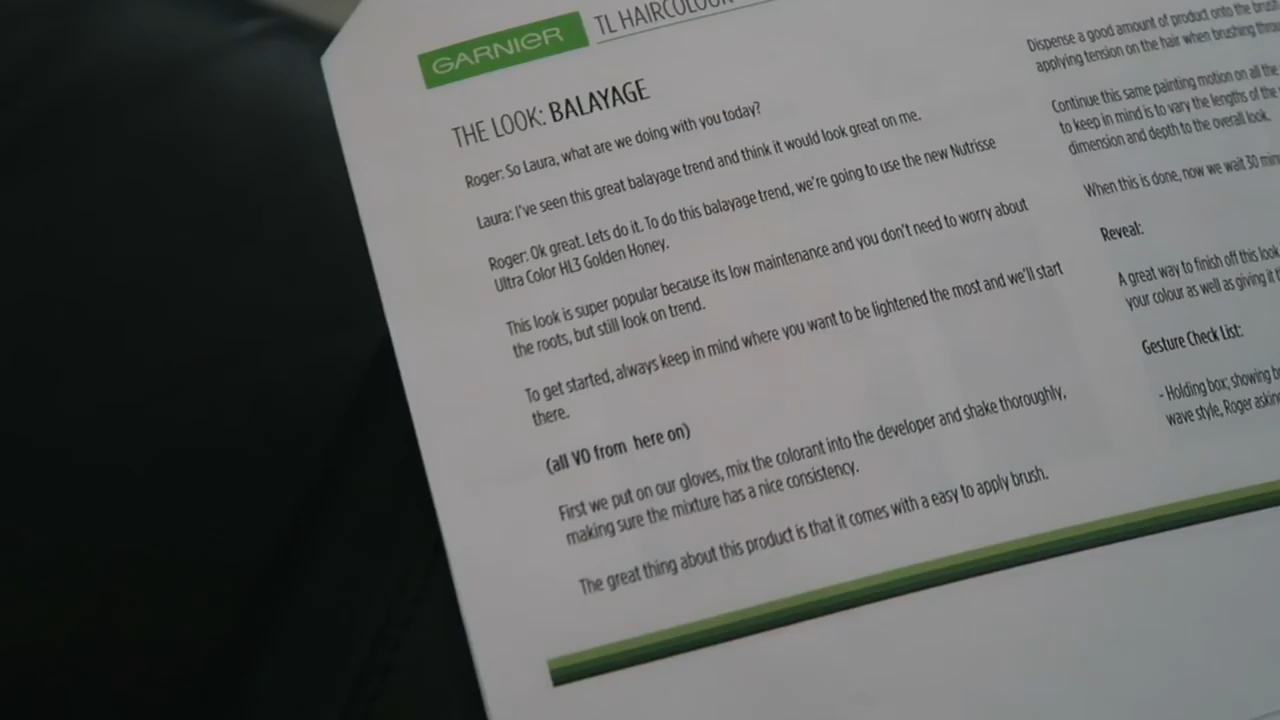 GARNIER
TL HAIRCOLOUR
THE LOOK: BALAYAGE
Roger: So Laura, what are we doing with you today?
Laura: I've seen this great balayage trend and think it would look great on me.
Roger: Ok great. Lets do it. To do this balayage trend, we're going to use the new Nutrisse
Ultra Color HL3 Golden Honey.
This look is super popular because its low maintenance and you don't need to worry about
the roots, but still look on trend.
To get started, always keep in mind where you want to be lightened the most and we'll start
there.
(all VO from here on)
First we put on our gloves, mix the colorant into the developer and shake thoroughly,
making sure the mixture has a nice consistency.
The great thing about this product is that it comes with a easy to apply brush.
Dispense a good amount of product onto the
applying tension on the hair when brushing
Continue this same painting motion on all the
to keep in mind is to vary the lengths of the
dimension and depth to the overall look.
When this is done, now we wait 30
Reveal:
A great way to finish off this look
your colour as well as giving it
Gesture Check List:
- Holding box; showing
wave style, Roger